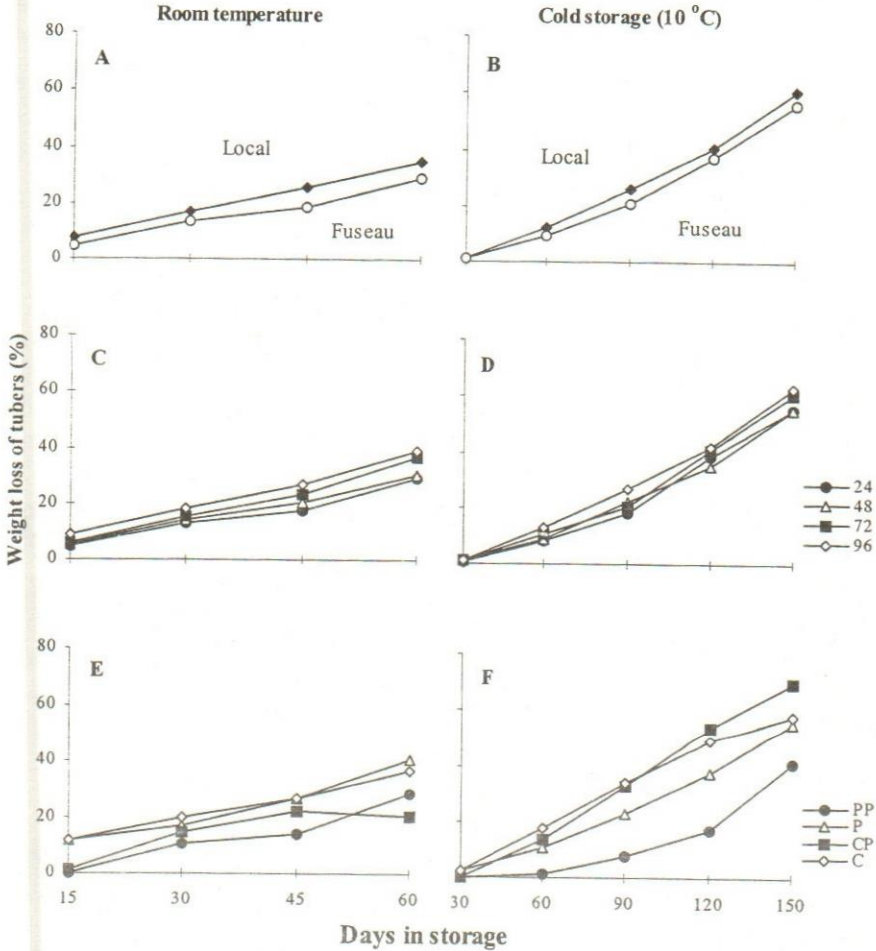 Room temperature
Cold storage (10 °C)
80
60
40
20
0
A
Local
Fuseau
B
Local
Fuseau
Weight loss of tubers (%)
80
60
40
20
0
C
D
24
48
72
96
80
60
40
20
0
E
F
PP
P
CP
C
15 30 45 60
30 60 90 120 150
Days in storage